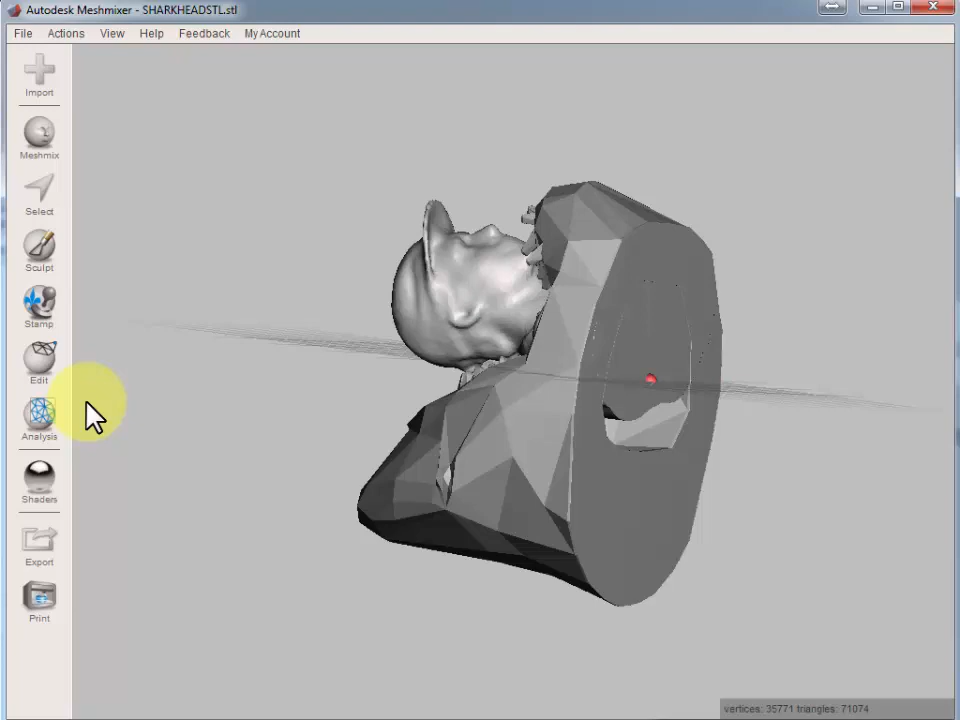 Autodesk Meshmixer - SHARKHEADSTL.stl
File Actions View Help Feedback My Account
Import
Meshmix
Select
Sculpt
Stamp
Edit
Analysis
Shaders
Export
Print
vertices: 35771 triangles: 71074